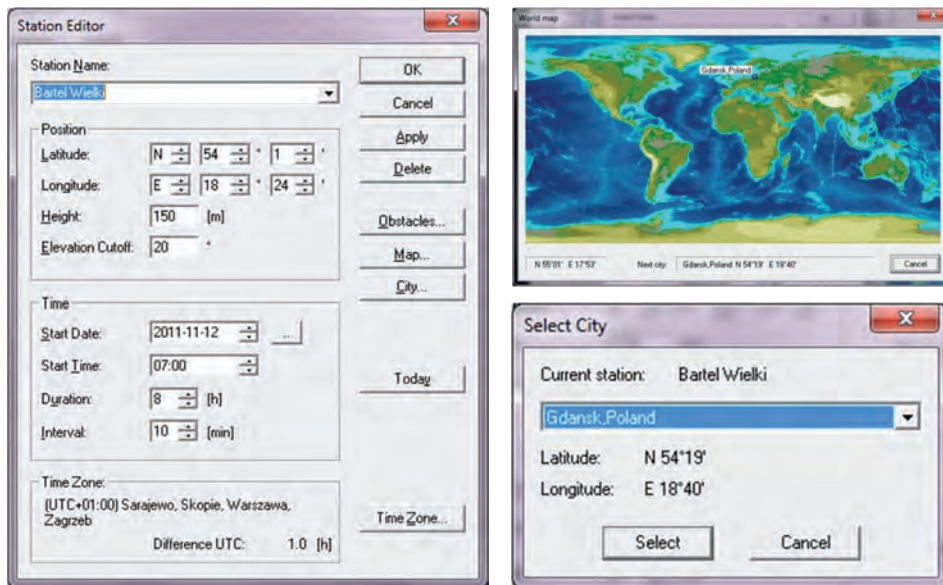 Station Editor
Station Name:
Bartel Wielki
Position
Latitude: N 54 ° 1 '
Longitude: E 18 ° 24 '
Height: 150 [m]
Elevation Cutoff: 20 °
Time
Start Date: 2011-11-12 ...
Start Time: 07:00
Duration: 8 [h]
Interval: 10 [min]
Time Zone:
(UTC+01:00) Sarajewo, Skopie, Warszawa,
Zagrzeb
Difference UTC: 1.0 [h]
OK
Cancel
Apply
Delete
Obstacles...
Map...
City...
Today
Time Zone...
World map
Gdansk,Poland
N 55°01' E 17°53' Next city: Gdansk,Poland N 54°19' E 18°40' Cancel
Select City
Current station: Bartel Wielki
Gdansk,Poland
Latitude: N 54°19'
Longitude: E 18°40'
Select Cancel